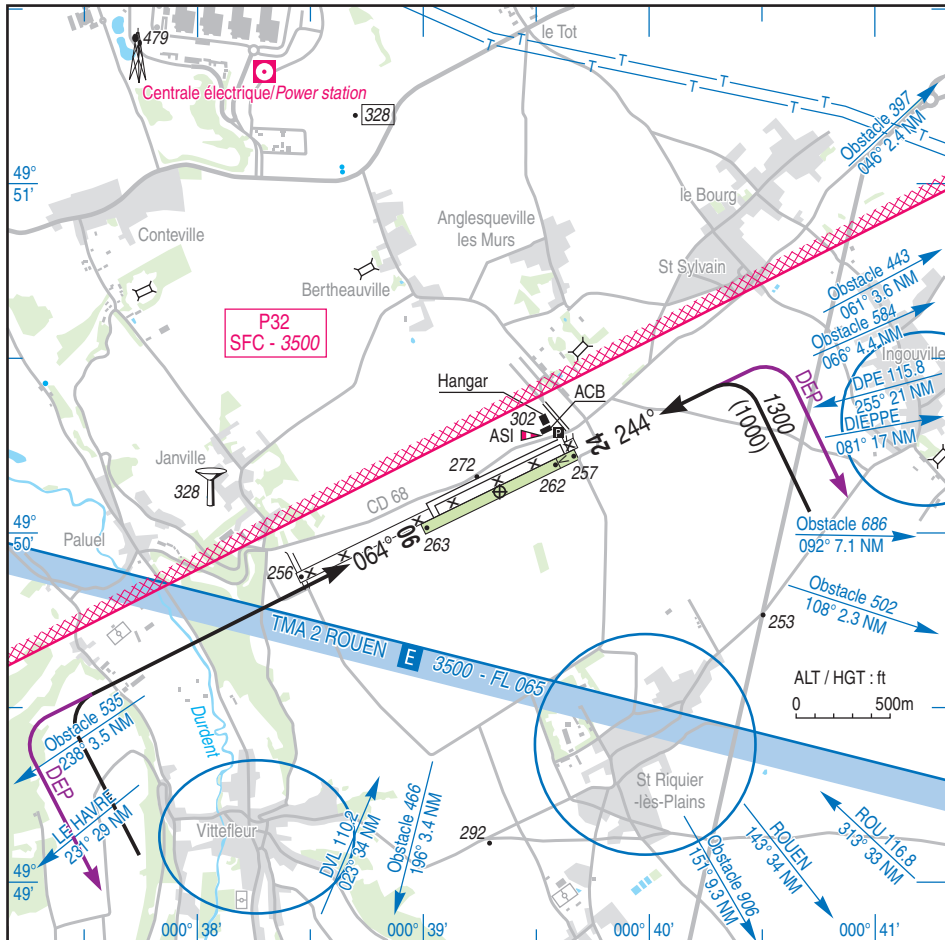 479
le Tot
Centrale électrique/Power station
328
Obstacle 397
046° 2.4 NM
49°
51'
le Bourg
Conteville
Anglesqueville
les Murs
St Sylvain
Bertheauville
Obstacle 443
061° 3.6 NM
P32
SFC - 3500
Obstacle 584
066° 4.4 NM
Ingouville
DPE 115.8
255° 21 NM
DIEPPE
081° 17 NM
Hangar
ACB
DEP
1300
(1000)
302
P
ASI
244°
24
Janville
272
257
262
328
CD 68
06
263
064°
49°
50'
Paluel
Obstacle 686
092° 7.1 NM
256
Obstacle 502
108° 2.3 NM
253
TMA 2 ROUEN E 3500 - FL 065
ALT / HGT : ft
0 500m
Obstacle 535
238° 3.5 NM
Durdent
DEP
LE HAVRE
231° 29 NM
St Riquier
-lès-Plains
Vittefleur
DVL 110.2
023° 34 NM
Obstacle 466
196° 3.4 NM
292
Obstacle 906
151° 9.3 NM
ROUEN
143° 34 NM
ROU 116.8
313° 33 NM
49°
49'
000° 38'
000° 39'
000° 40'
000° 41'
T
T
T
T
T
T
T
T